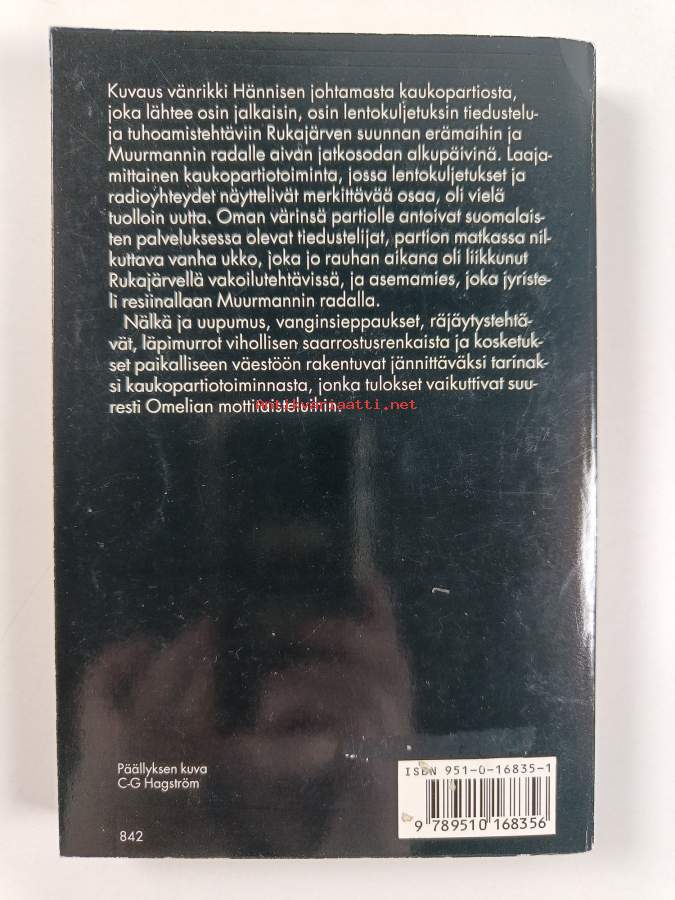 Kuvaus vänrikki Hännisen johtamasta kaukopartiosta,
joka lähtee osin jalkaisin, osin lentokuljetuksin tiedustelu-
ja tuhoamistehtäviin Rukajärven suunnan erämaihin ja
Muurmannin radalle aivan jatkosodan alkupäivinä. Laaja-
mittainen kaukopartiotoiminta, jossa lentokuljetukset ja
radioyhteydet näyttelivät merkittävää osaa, oli vielä
tuolloin uutta. Oman värinsä partiolle antoivat suomalais-
ten palveluksessa olevat tiedustelijat, partion matkassa nil-
kuttava vanha ukko, joka jo rauhan aikana oli liikkunut
Rukajärvellä vakoilutehtävissä, ja asemamies, joka jyriste-
li resiinallaan Muurmannin radalla.
Nälkä ja uupumus, vanginsieppaukset, räjäytystehtä-
vät, läpimurrot vihollisen saarrostusrenkaista ja kosketuk-
set paikalliseen väestöön rakentuvat jännittäväksi tarinak-
si kaukopartiotoiminnasta, jonka tulokset vaikuttivat suu-
resti Omelian mottitaisteluihin.
Antikvariaatti.net
Päällyksen kuva
C-G Hagström
842
ISBN 951-0-16835-1
9 789510 168356